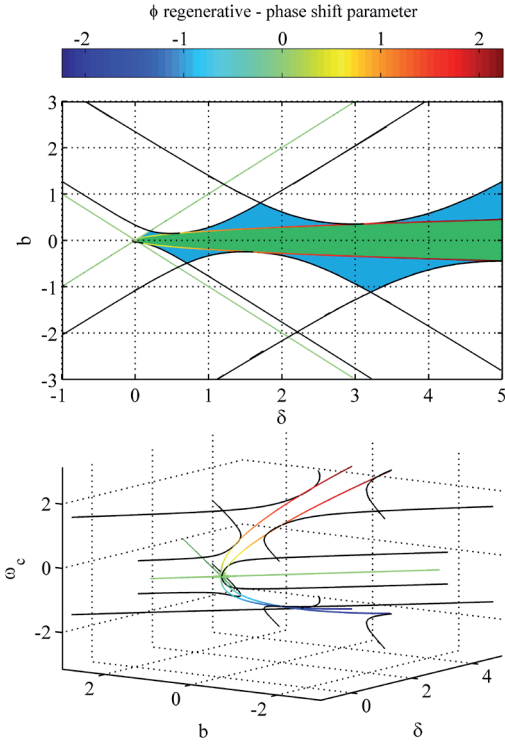 ϕ regenerative - phase shift parameter
-2 -1 0 1 2
3
2
1
b 0
-1
-2
-3
-1 0 1 2 3 4 5
δ
2
ω_c 0
-2
2 0 -2 0 2 4
b δ